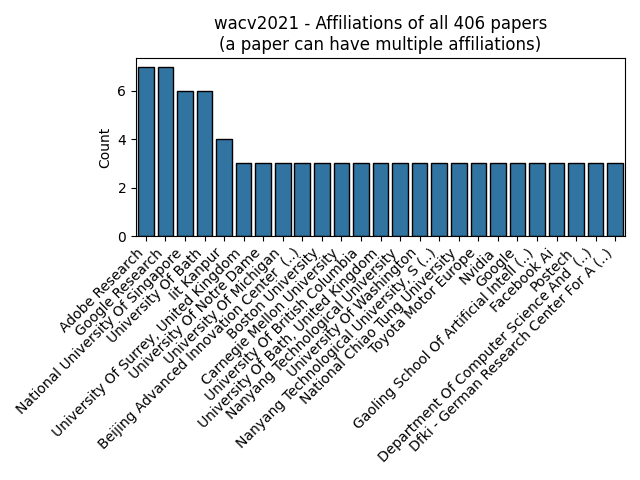 wacv2021 - Affiliations of all 406 papers
(a paper can have multiple affiliations)
Count
6
4
2
0
Adobe Research
Google Research
National University Of Singapore
University Of Bath
Iit Kanpur
University Of Surrey, United Kingdom
University Of Notre Dame
University Of Michigan
Beijing Advanced Innovation Center (..)
Boston University
Carnegie Mellon University
University Of British Columbia
University Of Bath, United Kingdom
Nanyang Technological University
University Of Washington
Nanyang Technological University, S (..)
National Chiao Tung University
Toyota Motor Europe
Nvidia
Google
Gaoling School Of Artificial Intell (..)
Facebook Ai
Postech
Department Of Computer Science And (..)
Dfki - German Research Center For A (..)